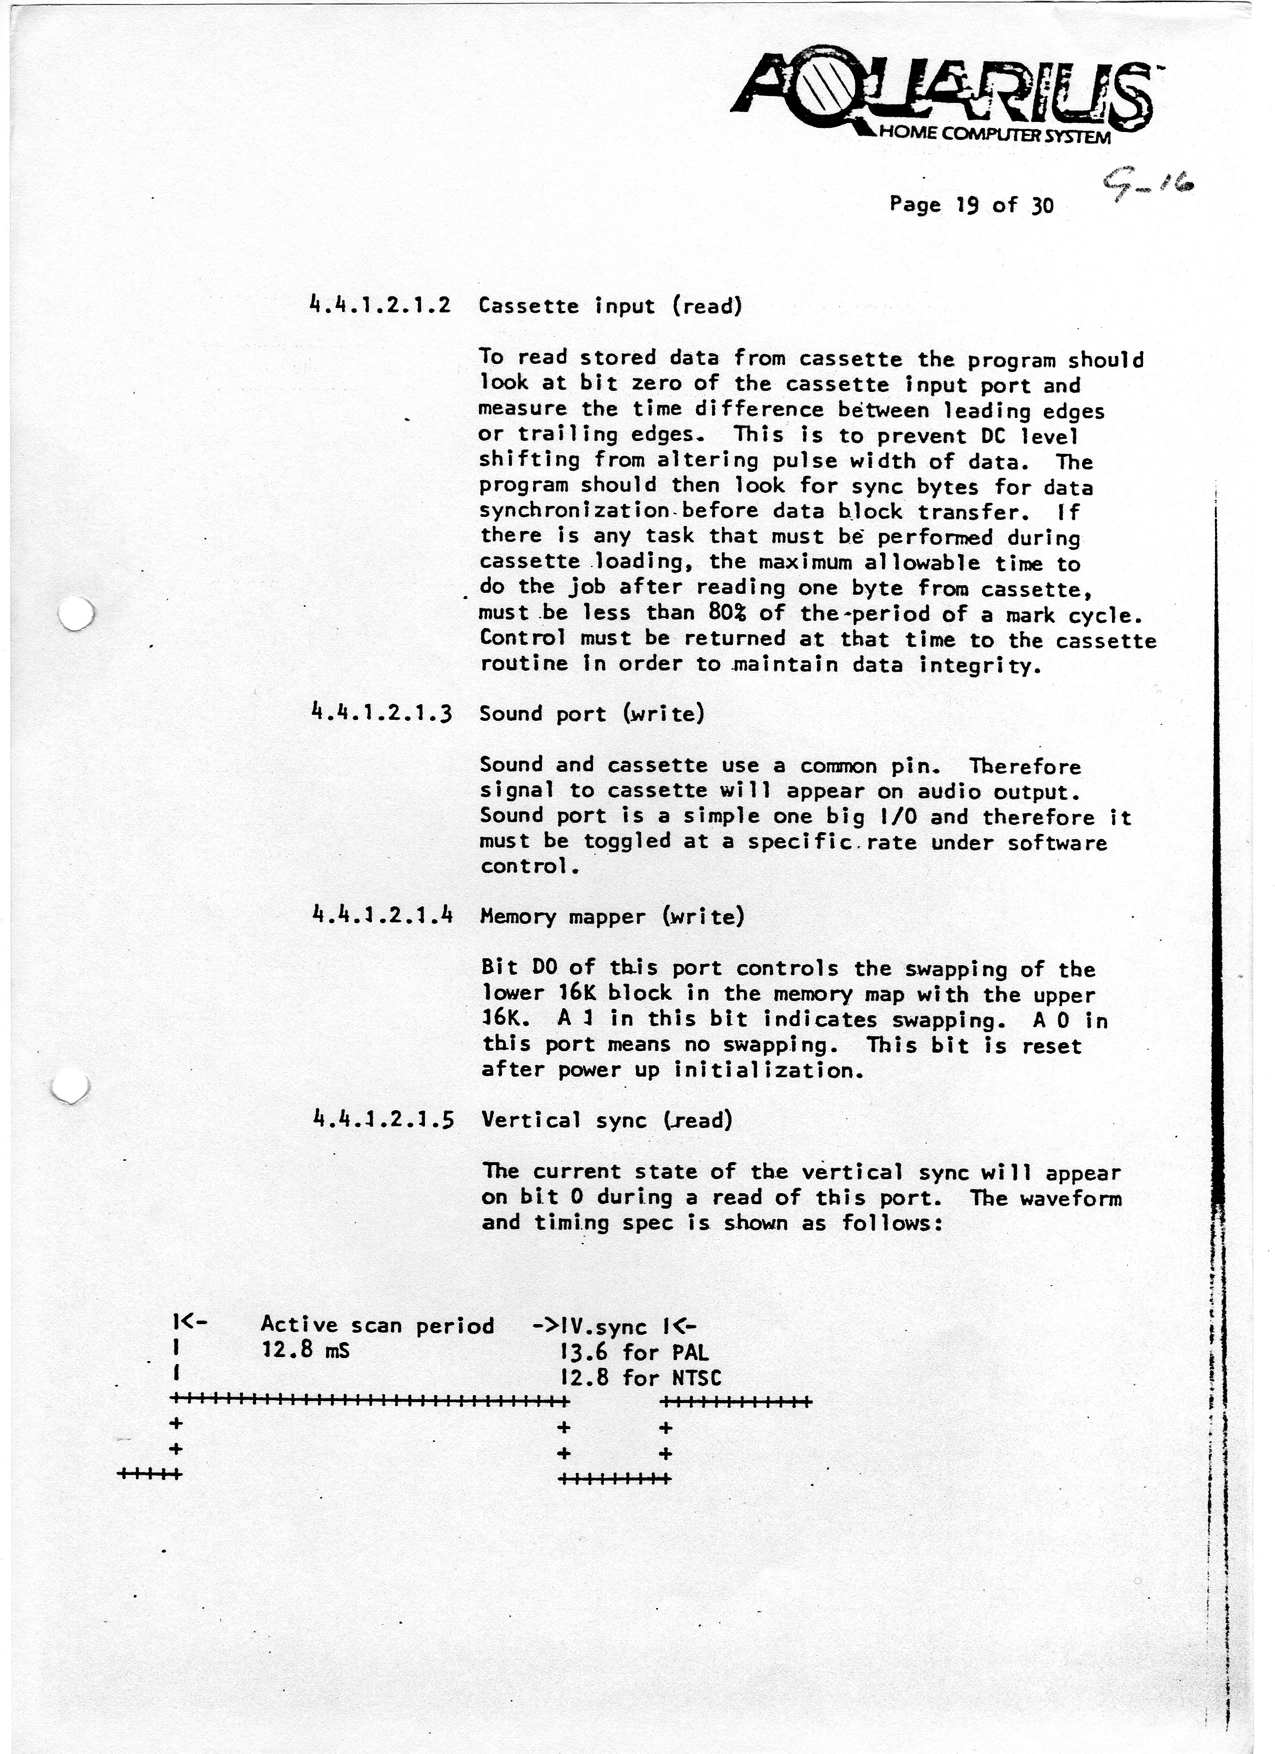 AQUARIUS
HOME COMPUTER SYSTEM
G-16
Page 19 of 30
4.4.1.2.1.2 Cassette input (read)
To read stored data from cassette the program should
look at bit zero of the cassette input port and
measure the time difference between leading edges
or trailing edges. This is to prevent DC level
shifting from altering pulse width of data. The
program should then look for sync bytes for data
synchronization before data block transfer. If
there is any task that must be performed during
cassette loading, the maximum allowable time to
do the job after reading one byte from cassette,
must be less than 80% of the period of a mark cycle.
Control must be returned at that time to the cassette
routine in order to maintain data integrity.
4.4.1.2.1.3 Sound port (write)
Sound and cassette use a common pin. Therefore
signal to cassette will appear on audio output.
Sound port is a simple one big I/O and therefore it
must be toggled at a specific rate under software
control.
4.4.1.2.1.4 Memory mapper (write)
Bit D0 of this port controls the swapping of the
lower 16K block in the memory map with the upper
16K. A 1 in this bit indicates swapping. A 0 in
this port means no swapping. This bit is reset
after power up initialization.
4.4.1.2.1.5 Vertical sync (read)
The current state of the vertical sync will appear
on bit 0 during a read of this port. The waveform
and timing spec is shown as follows:
I<- Active scan period ->IV.sync I<-
I 12.8 mS I3.6 for PAL
I I2.8 for NTSC
+++++++++++++++++++++++++++++++ ++++++++++++
+ + +
+ + +
+++++ +++++++++